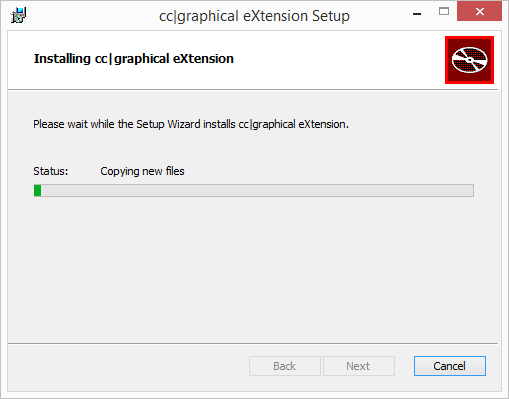 cc|graphical eXtension Setup
Installing cc|graphical eXtension
Please wait while the Setup Wizard installs cc|graphical eXtension.
Status: Copying new files
Back Next Cancel